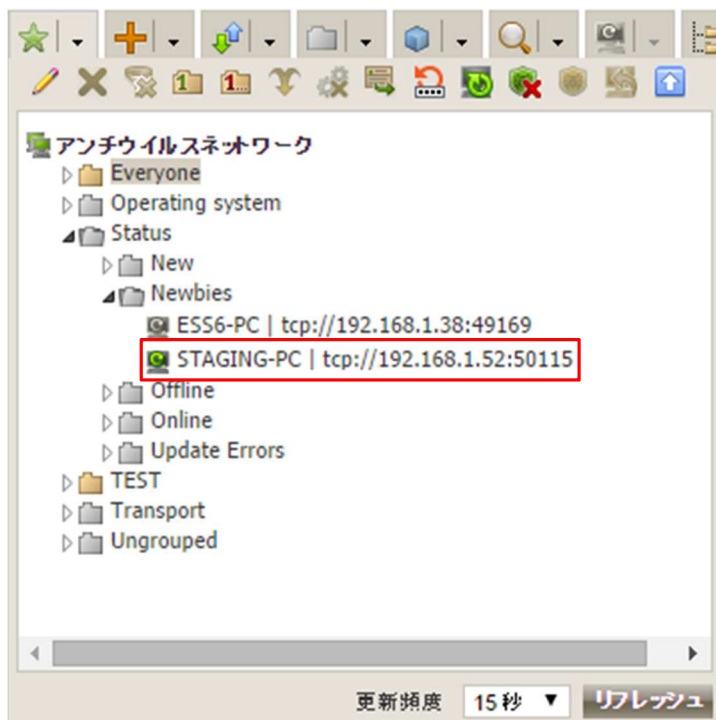 アンチウイルスネットワーク
Everyone
Operating system
Status
New
Newbies
ESS6-PC | tcp://192.168.1.38:49169
STAGING-PC | tcp://192.168.1.52:50115
Offline
Online
Update Errors
TEST
Transport
Ungrouped
更新頻度 15秒 ▼ リフレッシュ